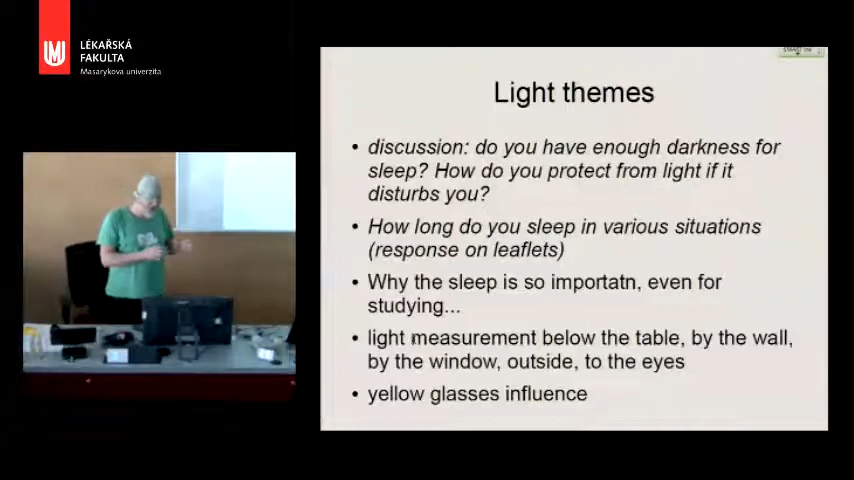 LÉKAŘSKÁ
FAKULTA
Masarykova univerzita
Light themes
• discussion: do you have enough darkness for
sleep? How do you protect from light if it
disturbs you?
• How long do you sleep in various situations
(response on leaflets)
• Why the sleep is so importatn, even for
studying...
• light measurement below the table, by the wall,
by the window, outside, to the eyes
• yellow glasses influence